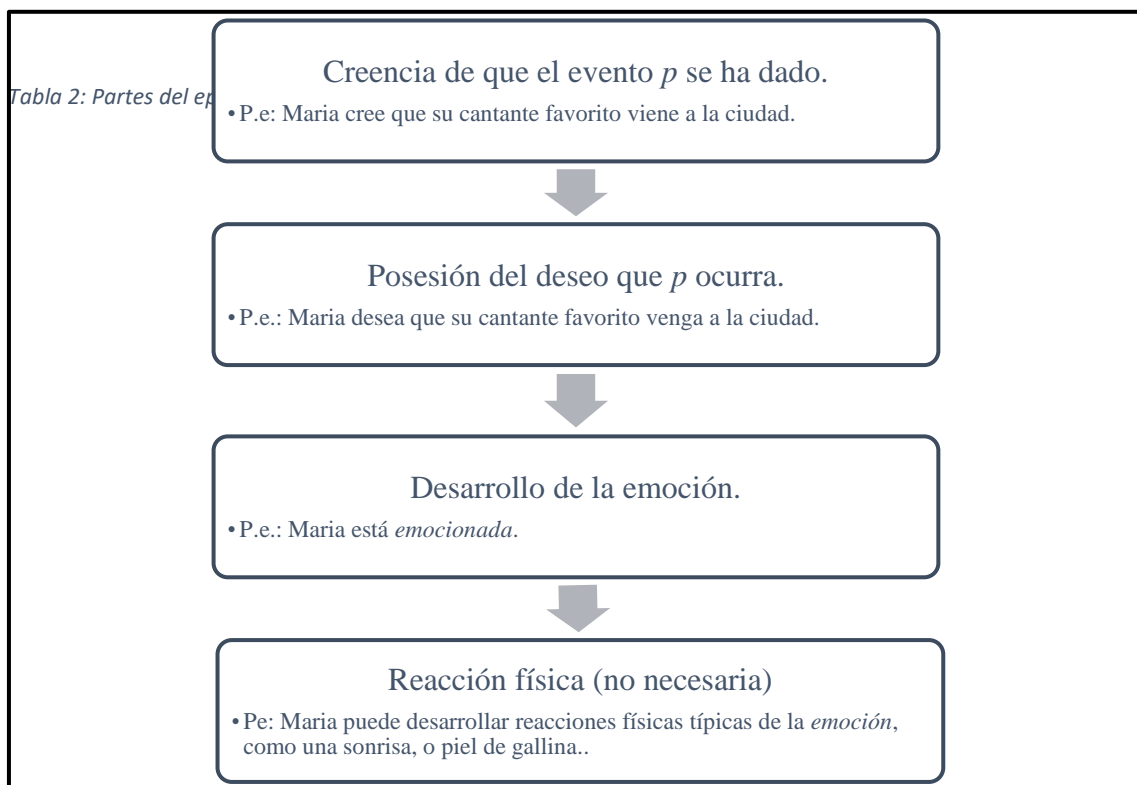 Creencia de que el evento p se ha dado.
Tabla 2: Partes del
•P.e: Maria cree que su cantante favorito viene a la ciudad.
Posesión del deseo que p ocurra.
•P.e.: Maria desea que su cantante favorito venga a la ciudad.
Desarrollo de la emoción.
•P.e.: Maria está emocionada.
Reacción física (no necesaria)
•Pe: Maria puede desarrollar reacciones físicas típicas de la emoción,
como una sonrisa, o piel de gallina..